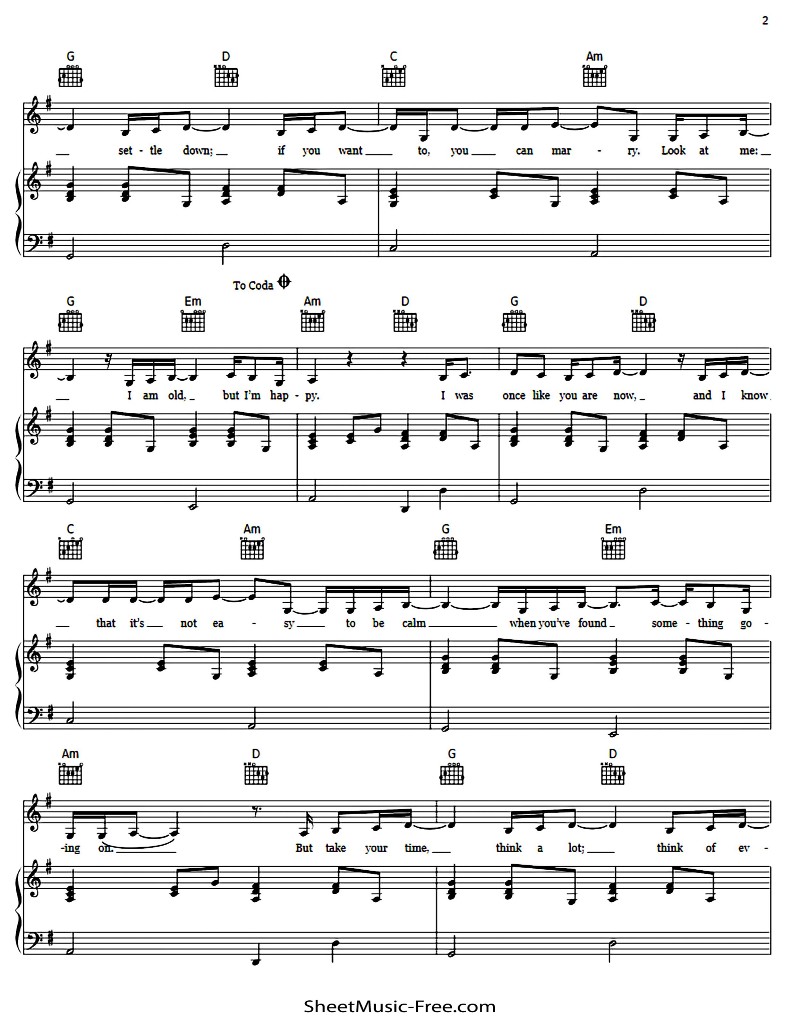 2
G D C Am
set - tle down; if you want to, you can mar - ry. Look at me:
To Coda
G Em Am D G D
I am old, but I'm hap - py. I was once like you are now, and I know
C Am G Em
that it's not ea - sy to be calm when you've found some - thing go-
Am D G D
-ing on. But take your time, think a lot; think of ev-
SheetMusic-Free.com